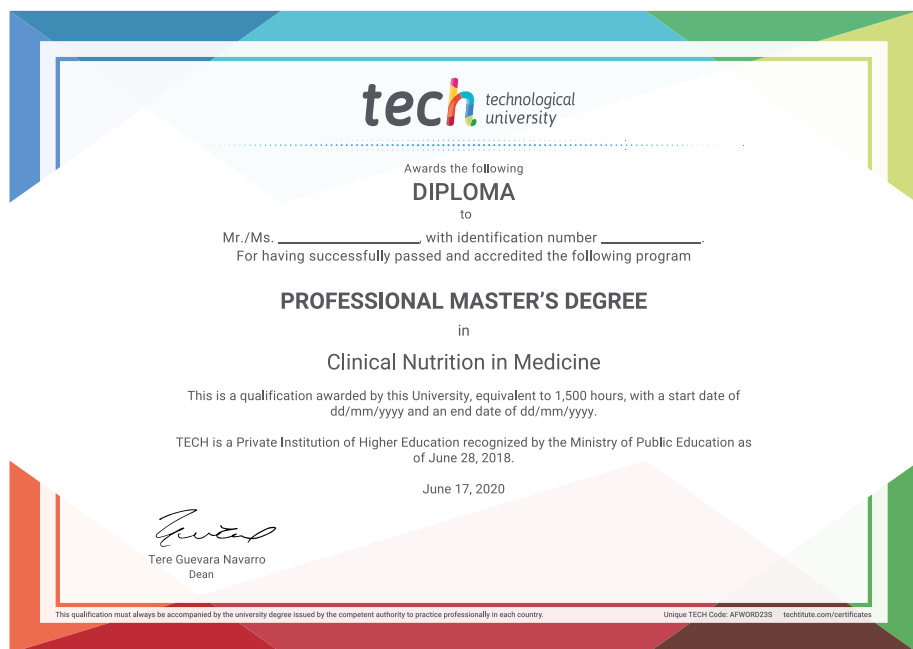 tech technological
university
Awards the following
DIPLOMA
to
Mr./Ms. ____________________, with identification number ______________.
For having successfully passed and accredited the following program
PROFESSIONAL MASTER'S DEGREE
in
Clinical Nutrition in Medicine
This is a qualification awarded by this University, equivalent to 1,500 hours, with a start date of
dd/mm/yyyy and an end date of dd/mm/yyyy.
TECH is a Private Institution of Higher Education recognized by the Ministry of Public Education as
of June 28, 2018.
June 17, 2020
Tere Guevara Navarro
Dean
This qualification must always be accompanied by the university degree issued by the competent authority to practice professionally in each country.
Unique TECH Code: AFWORD23S techtitute.com/certificates